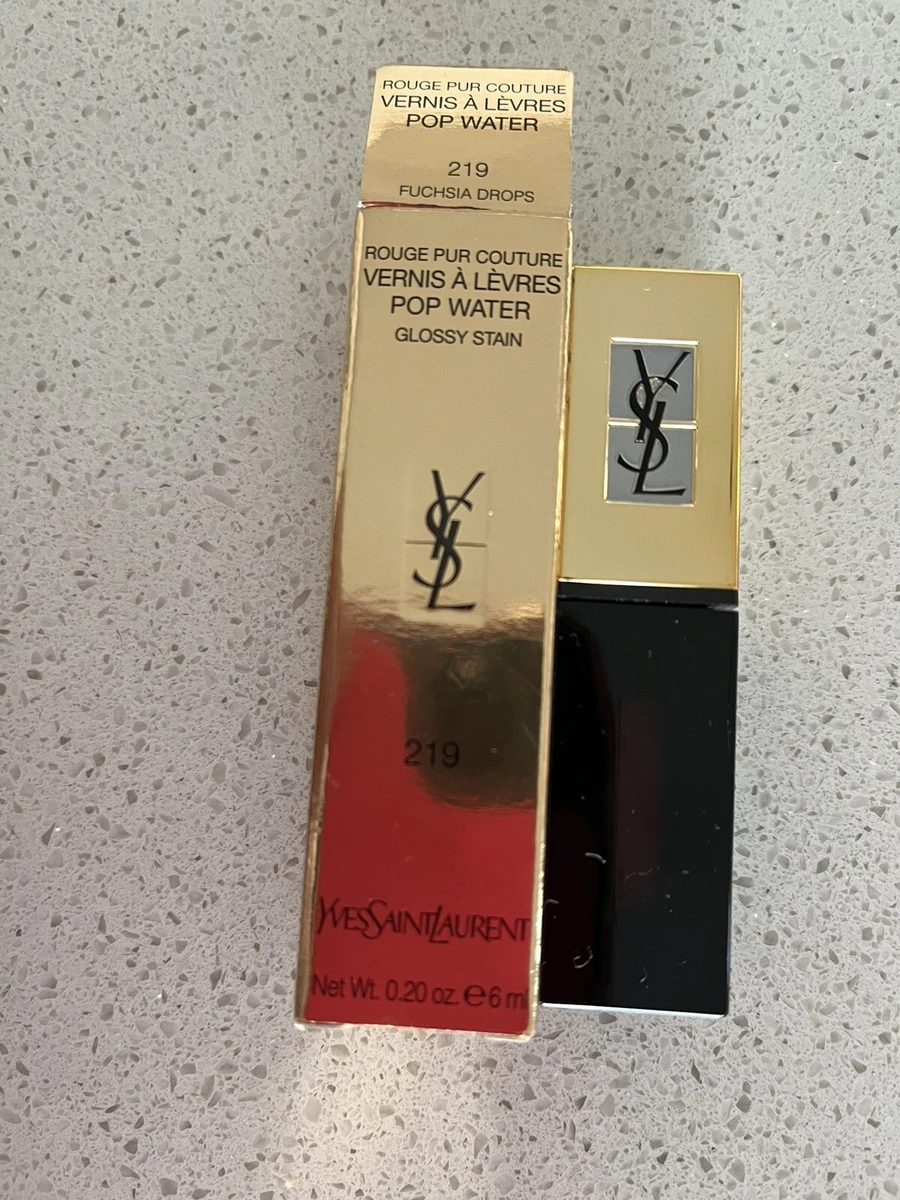 ROUGE PUR COUTURE
VERNIS À LÈVRES
POP WATER
219
FUCHSIA DROPS
ROUGE PUR COUTURE
VERNIS À LÈVRES
POP WATER
GLOSSY STAIN
YSL
YSL
219
YVESSAINTLAURENT
Net Wt. 0.20 oz. ℮6 m